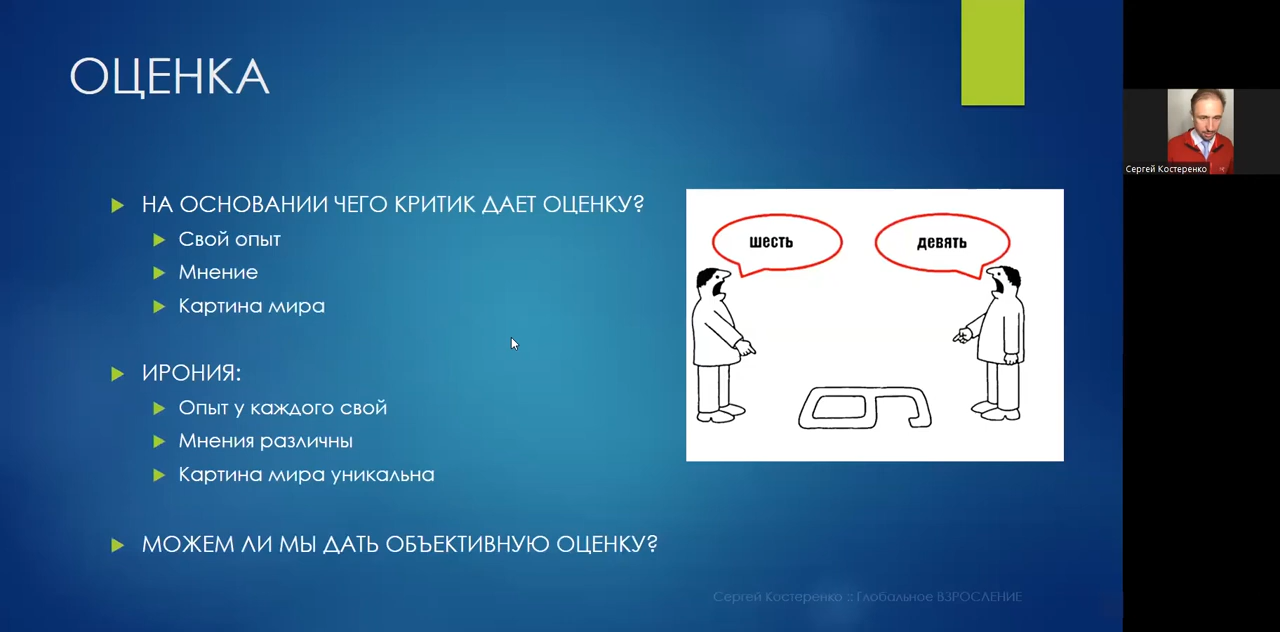 ОЦЕНКА
НА ОСНОВАНИИ ЧЕГО КРИТИК ДАЕТ ОЦЕНКУ?
Свой опыт
Мнение
Картина мира
ИРОНИЯ:
Опыт у каждого свой
Мнения различны
Картина мира уникальна
МОЖЕМ ЛИ МЫ ДАТЬ ОБЪЕКТИВНУЮ ОЦЕНКУ?
шесть
девять
Сергей Костеренко :: Глобальное ВЗРОСЛЕНИЕ
Сергей Костеренко